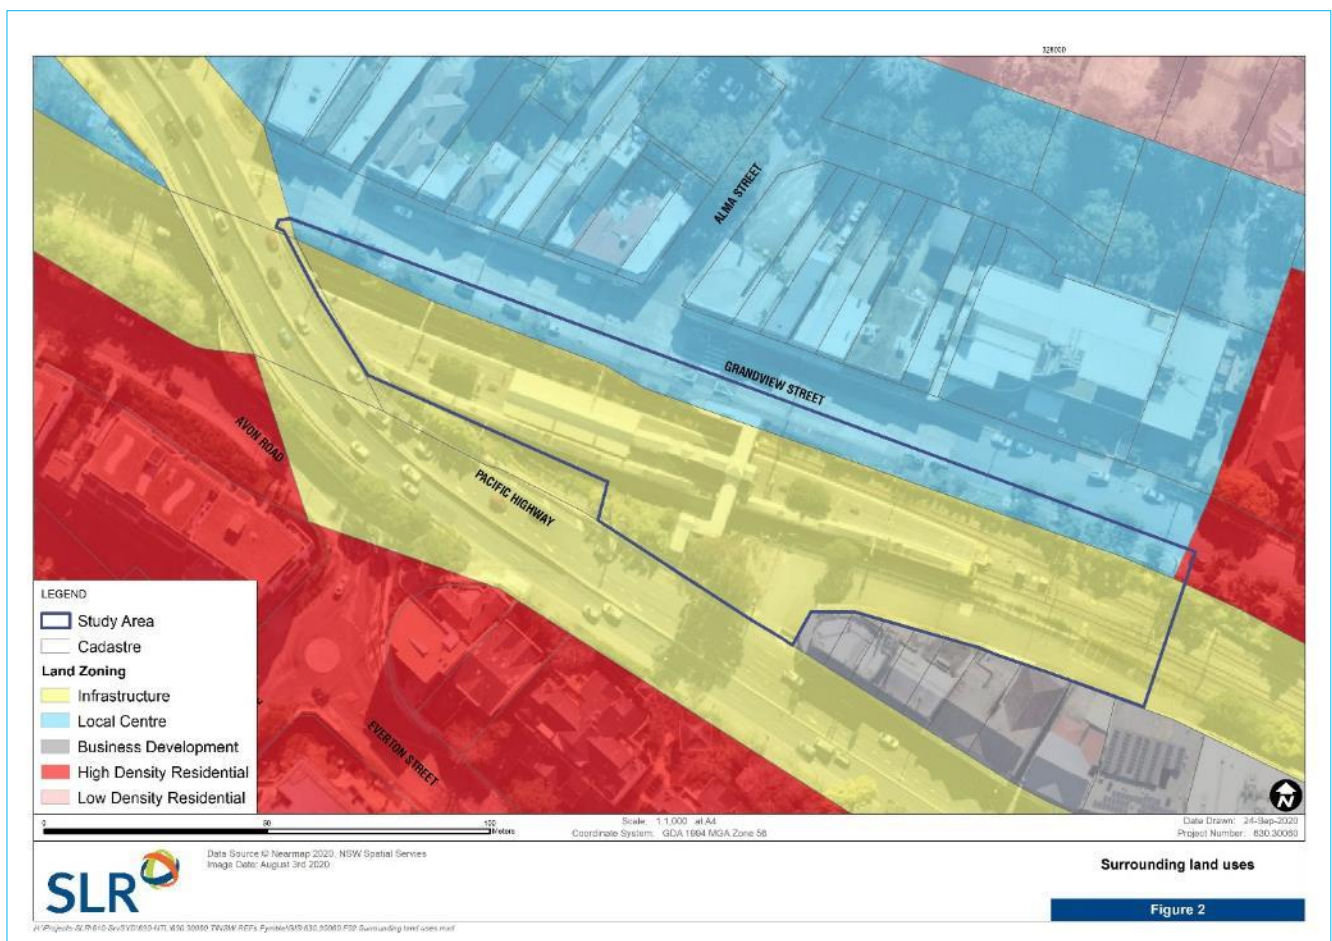 328000
ALMA STREET
GRANDVIEW STREET
AVON ROAD
PACIFIC HIGHWAY
EVERTON STREET
LEGEND
Study Area
Cadastre
Land Zoning
Infrastructure
Local Centre
Business Development
High Density Residential
Low Density Residential
N
0 50 100
Meters
Scale: 1:1,000 at A4
Coordinate System: GDA 1994 MGA Zone 56
Date Drawn: 24-Sep-2020
Project Number: 630.30060
SLR
Data Source © Nearmap 2020, NSW Spatial Servies
Image Date: August 3rd 2020
Surrounding land uses
Figure 2